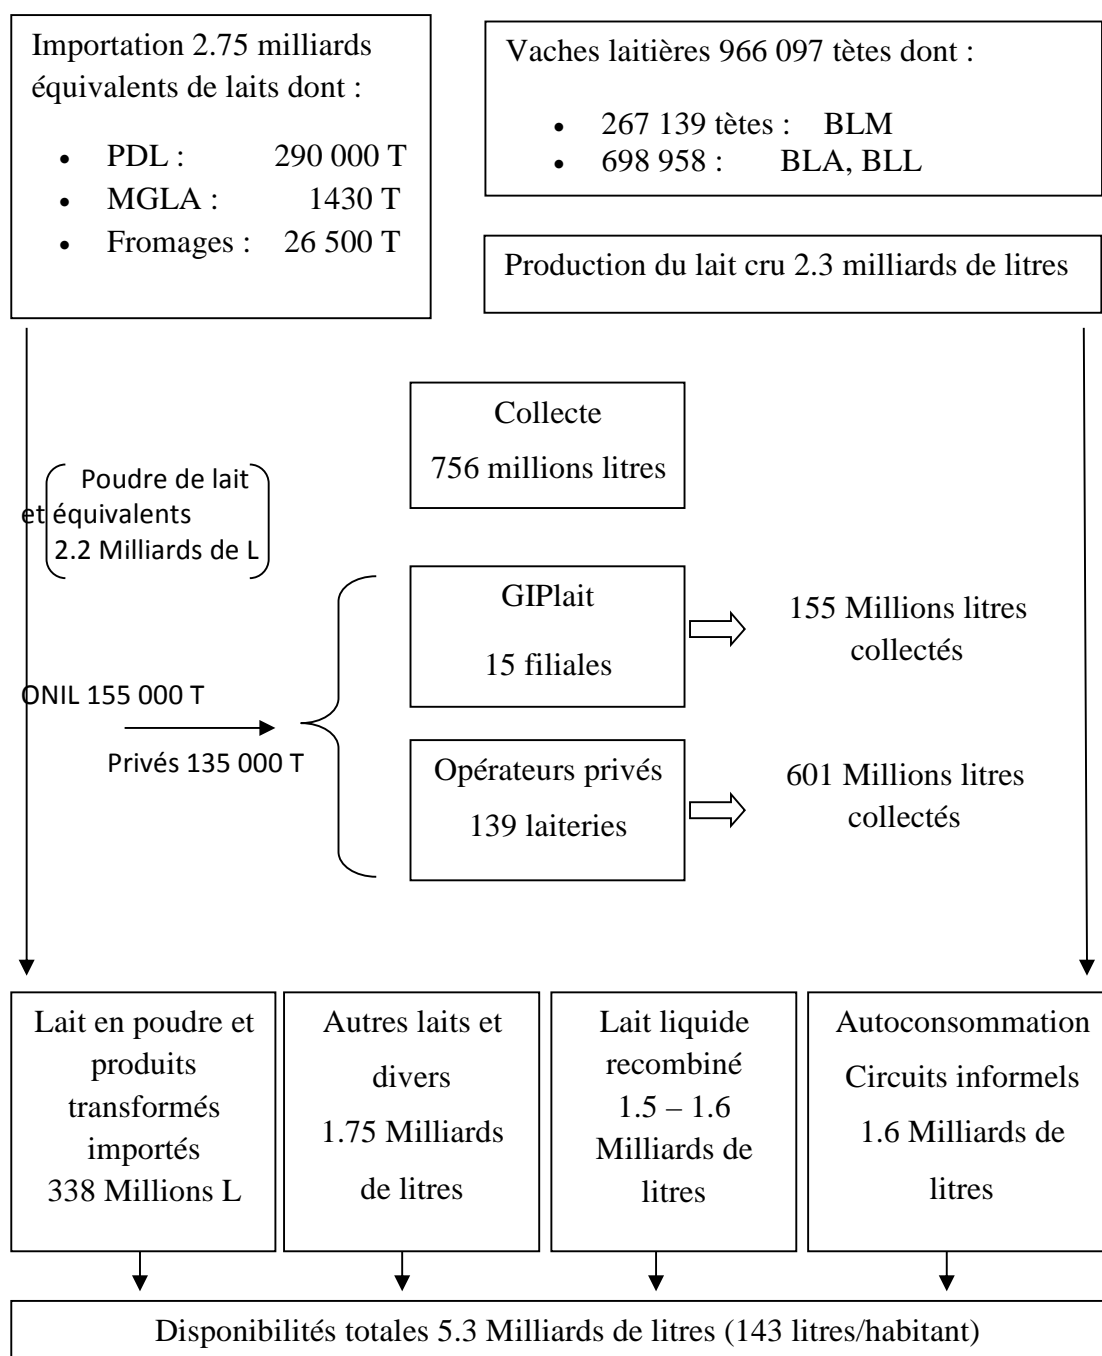 Importation 2.75 milliards
équivalents de laits dont :
• PDL : 290 000 T
• MGLA : 1430 T
• Fromages : 26 500 T
Vaches laitières 966 097 tètes dont :
• 267 139 tètes : BLM
• 698 958 : BLA, BLL
Production du lait cru 2.3 milliards de litres
Collecte
756 millions litres
Poudre de lait
et équivalents
2.2 Milliards de L
GIPlait
15 filiales
155 Millions litres
collectés
ONIL 155 000 T
Privés 135 000 T
Opérateurs privés
139 laiteries
601 Millions litres
collectés
Lait en poudre et
produits
transformés
importés
338 Millions L
Autres laits et
divers
1.75 Milliards
de litres
Lait liquide
recombiné
1.5 – 1.6
Milliards de
litres
Autoconsommation
Circuits informels
1.6 Milliards de
litres
Disponibilités totales 5.3 Milliards de litres (143 litres/habitant)